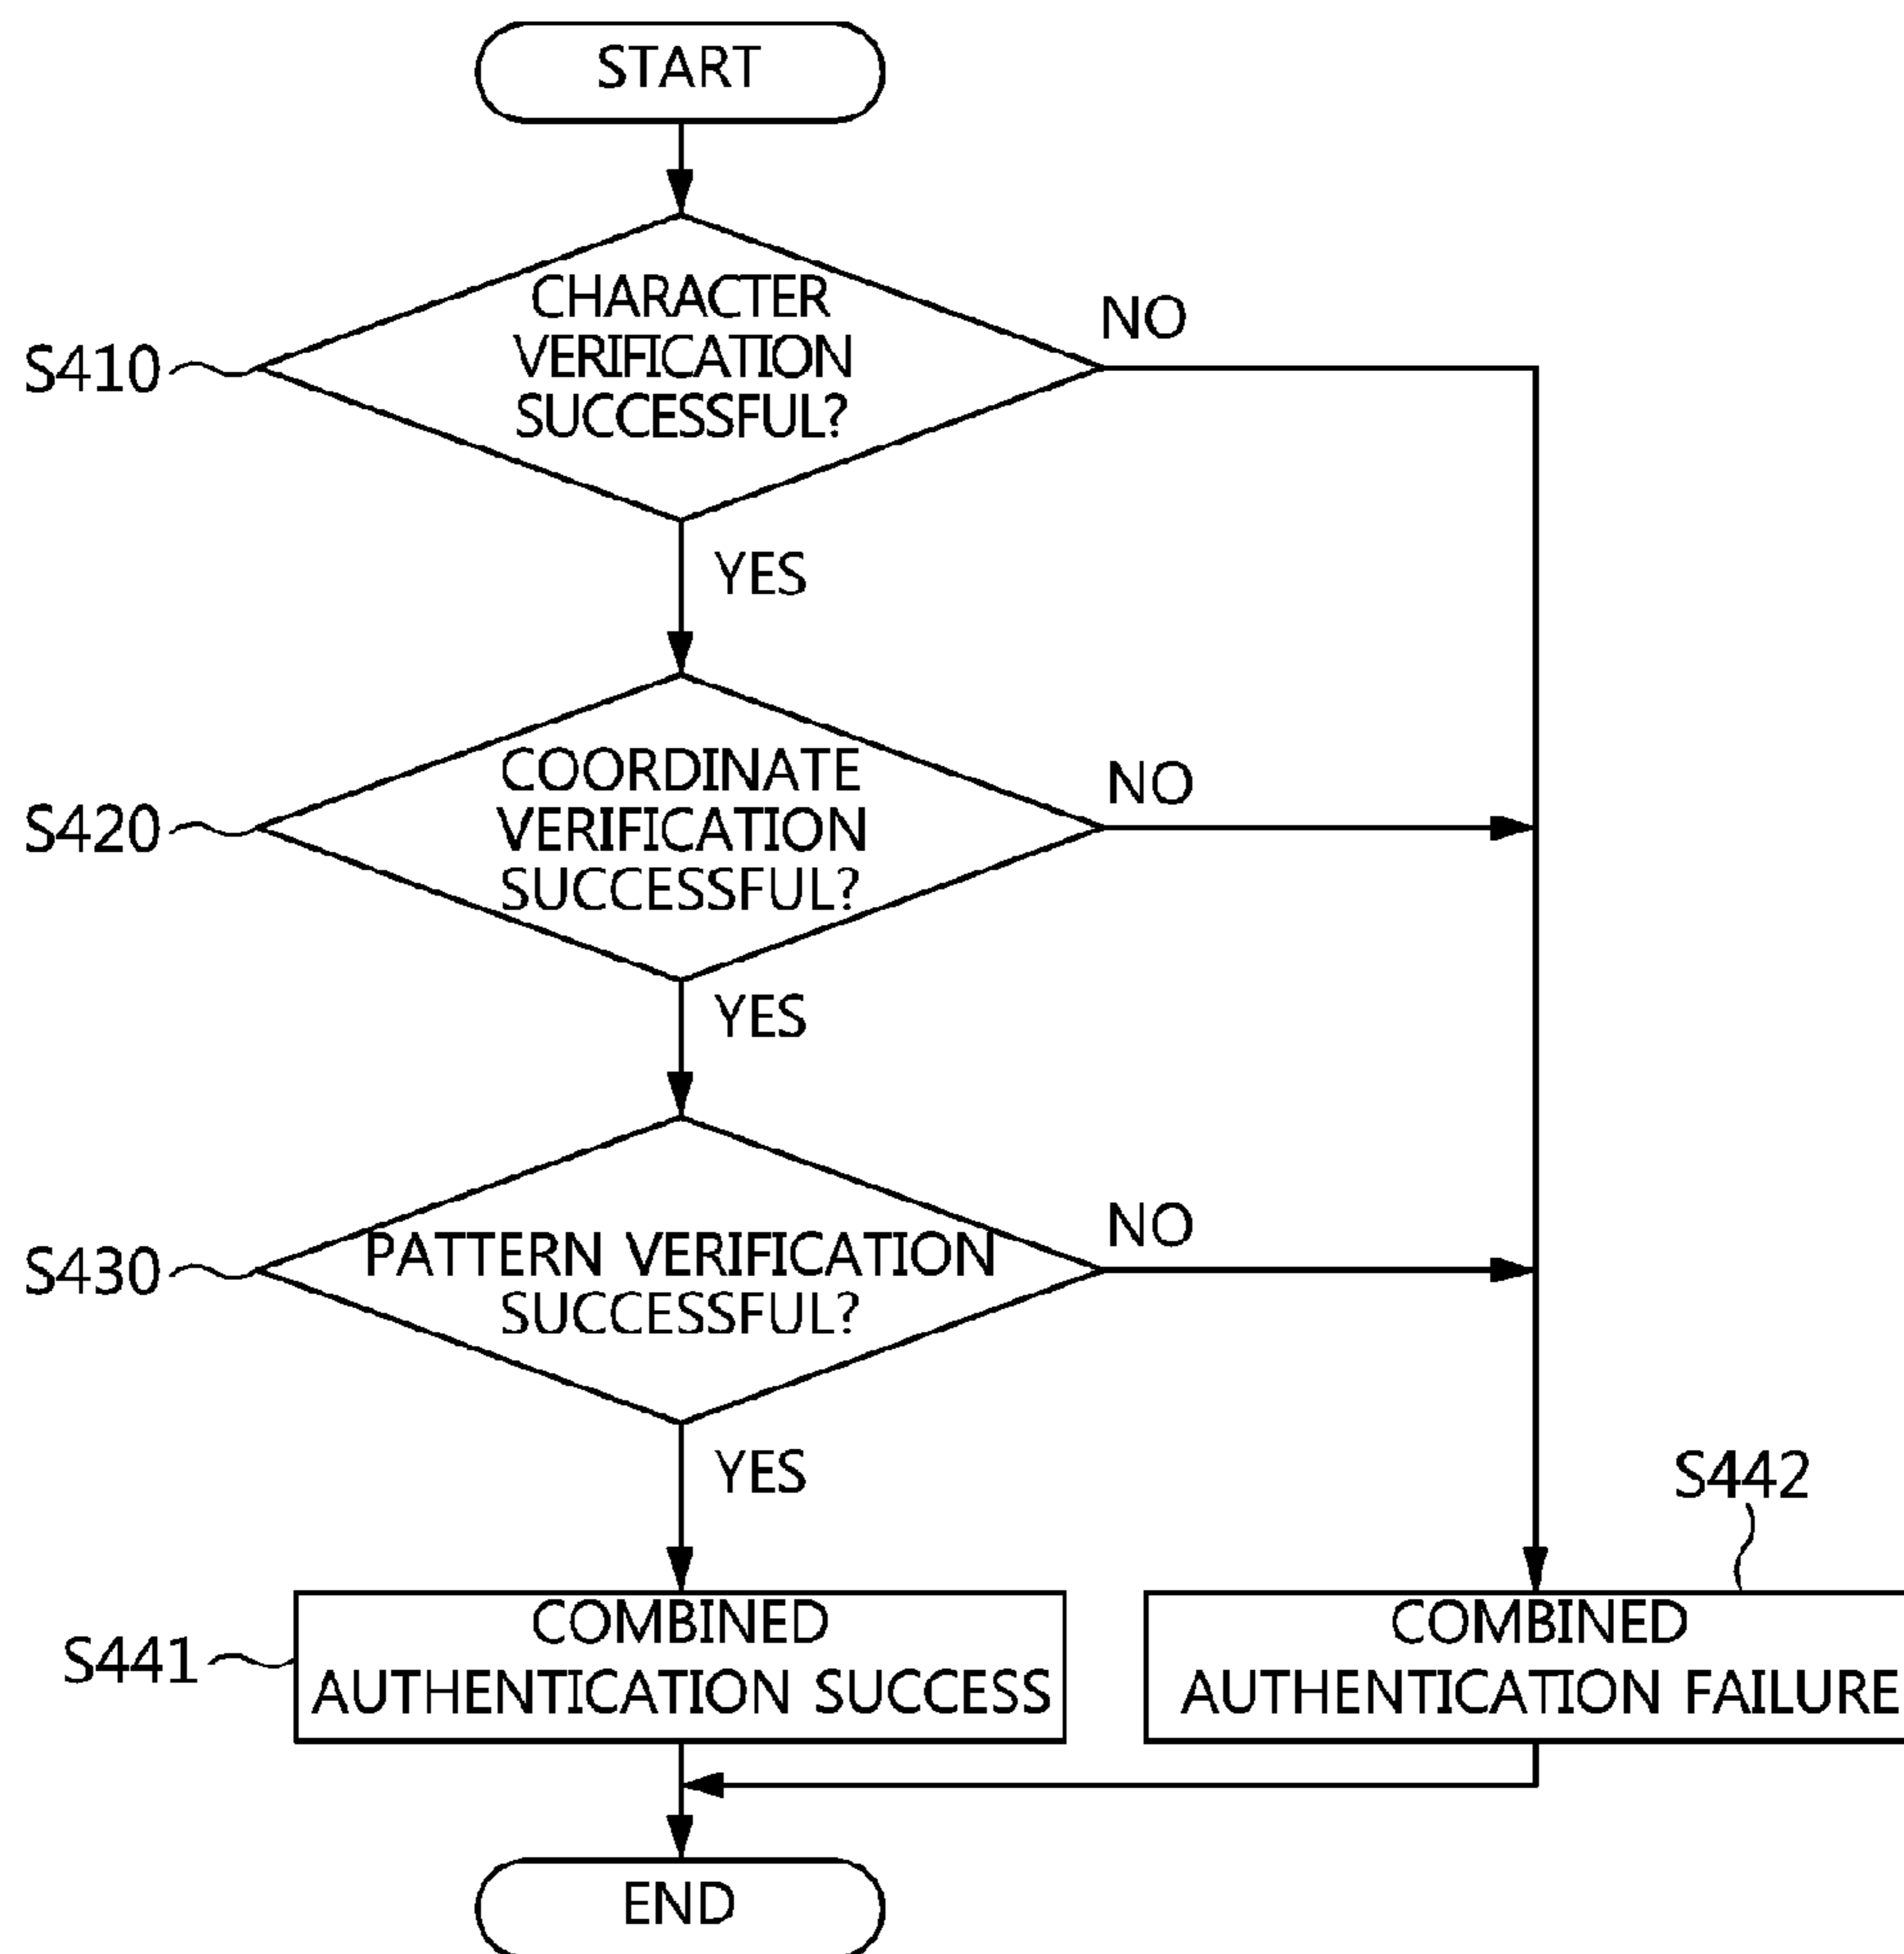 START
CHARACTER
VERIFICATION
SUCCESSFUL?
NO
S410
YES
COORDINATE
VERIFICATION
SUCCESSFUL?
NO
S420
YES
PATTERN VERIFICATION
SUCCESSFUL?
NO
S430
YES
S442
COMBINED
AUTHENTICATION SUCCESS
S441
COMBINED
AUTHENTICATION FAILURE
END